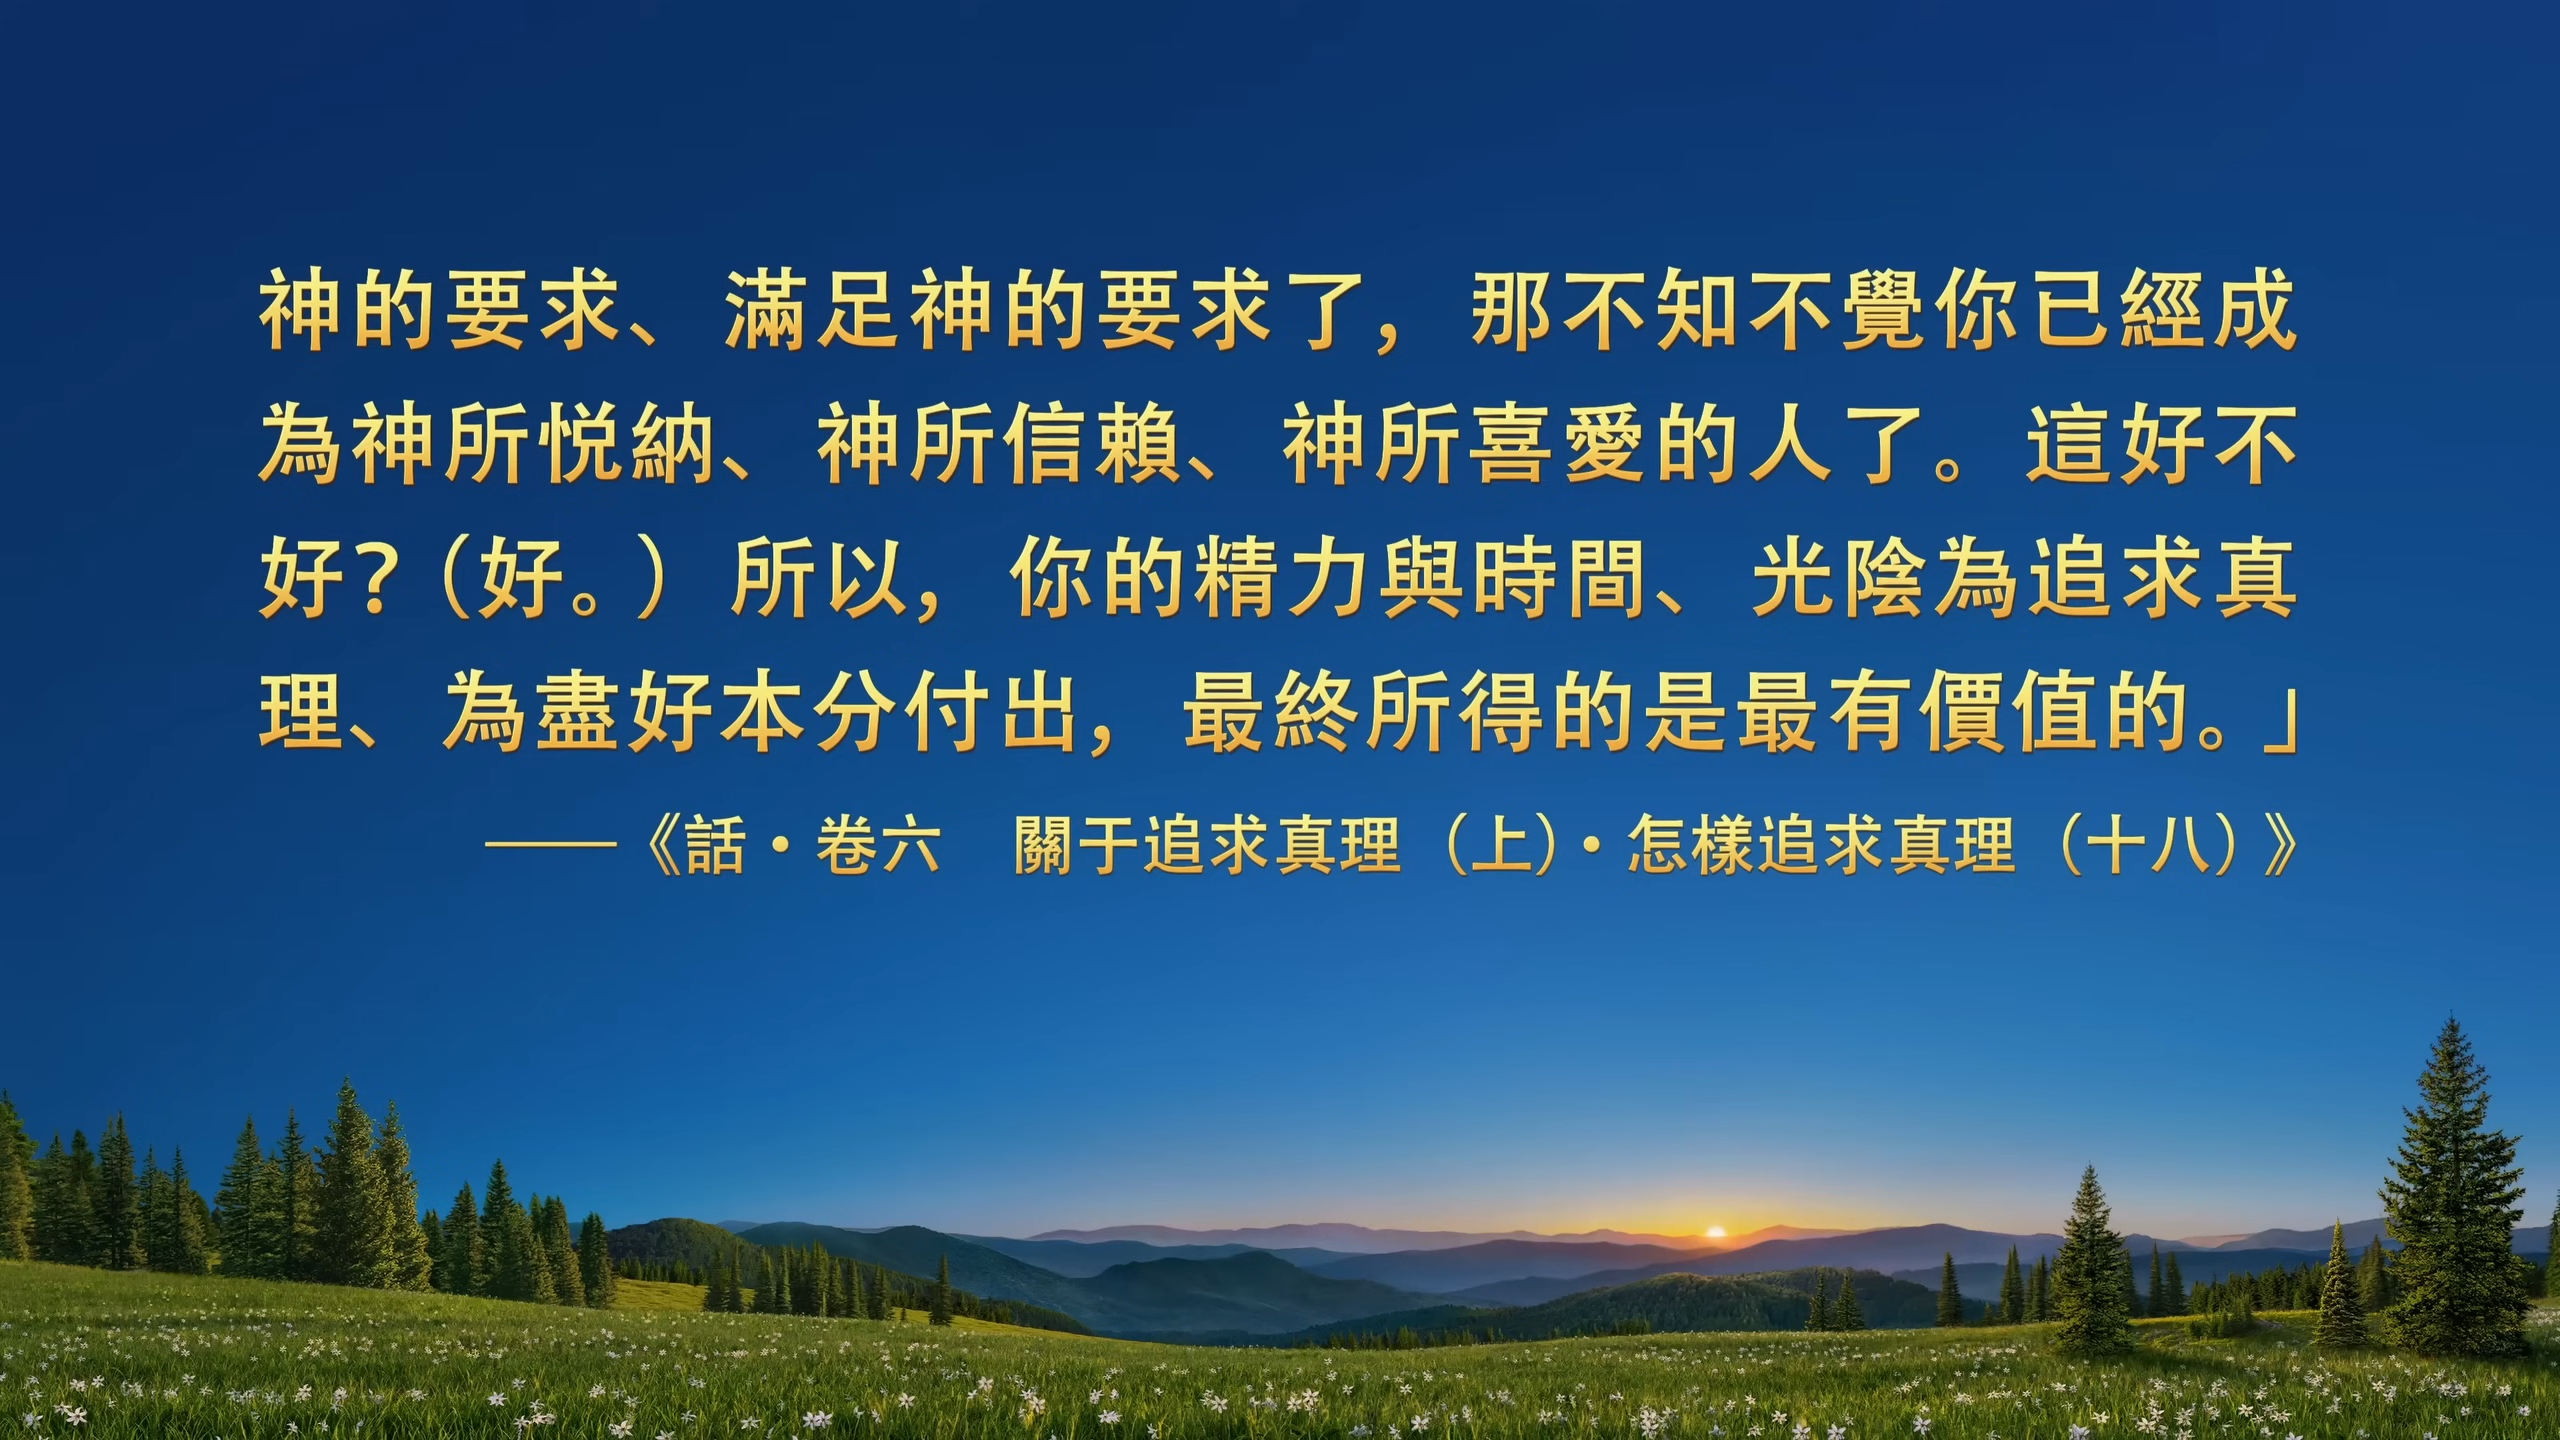 神的要求、滿足神的要求了，那不知不覺你已經成
為神所悦納、神所信賴、神所喜愛的人了。這好不
好？（好。）所以，你的精力與時間、光陰為追求真
理、為盡好本分付出，最終所得的是最有價值的。」
——《話・卷六　關于追求真理（上）・怎樣追求真理（十八）》